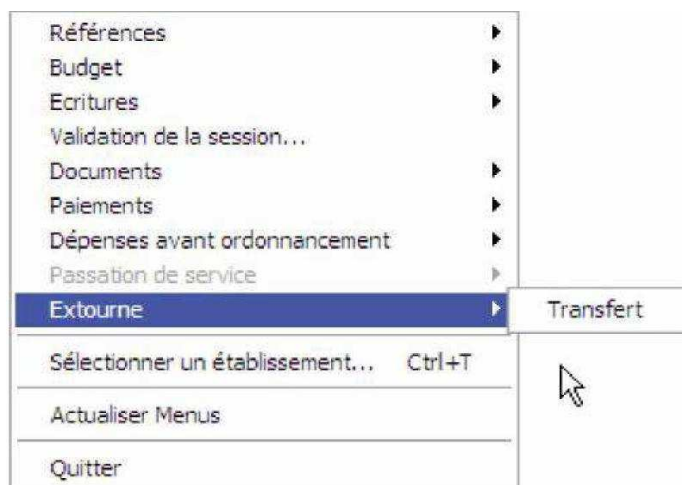 Références
Budget
Ecritures
Validation de la session...
Documents
Paiements
Dépenses avant ordonnancement
Passation de service
Extourne
Transfert
Sélectionner un établissement... Ctrl+T
Actualiser Menus
Quitter